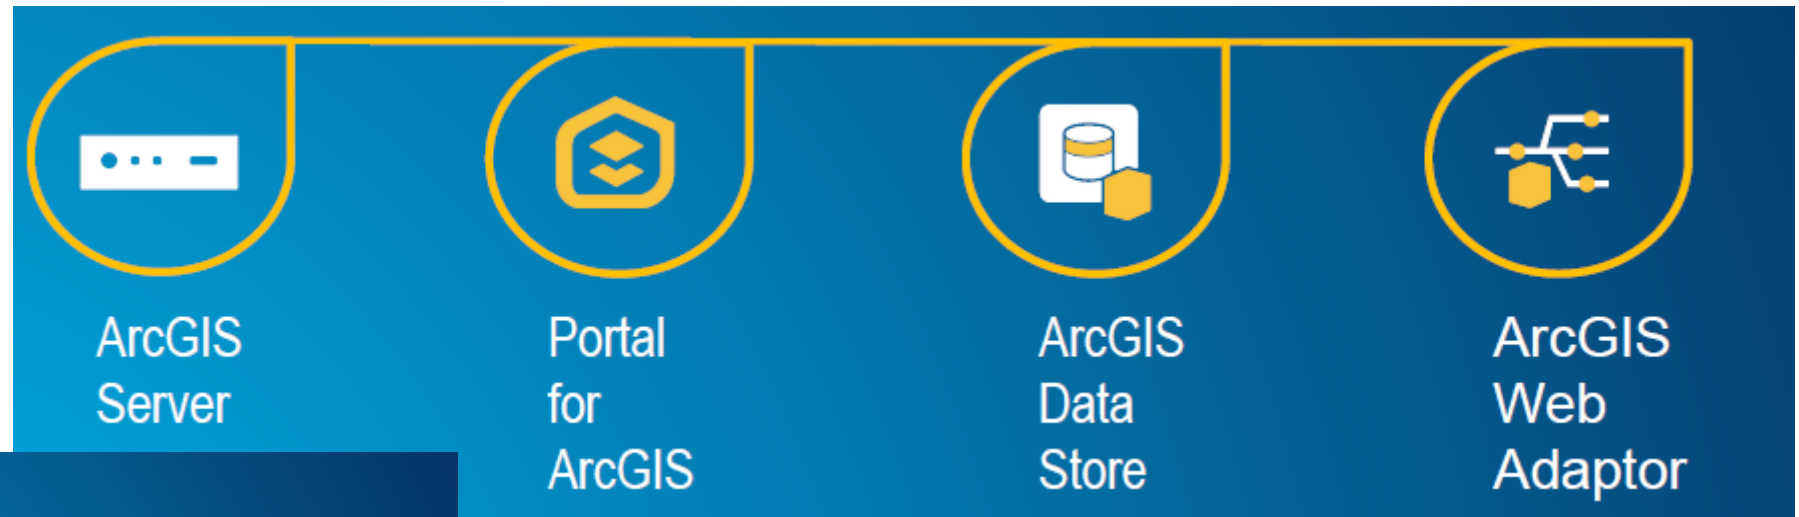 ArcGIS
Server
Portal
for
ArcGIS
ArcGIS
Data
Store
ArcGIS
Web
Adaptor